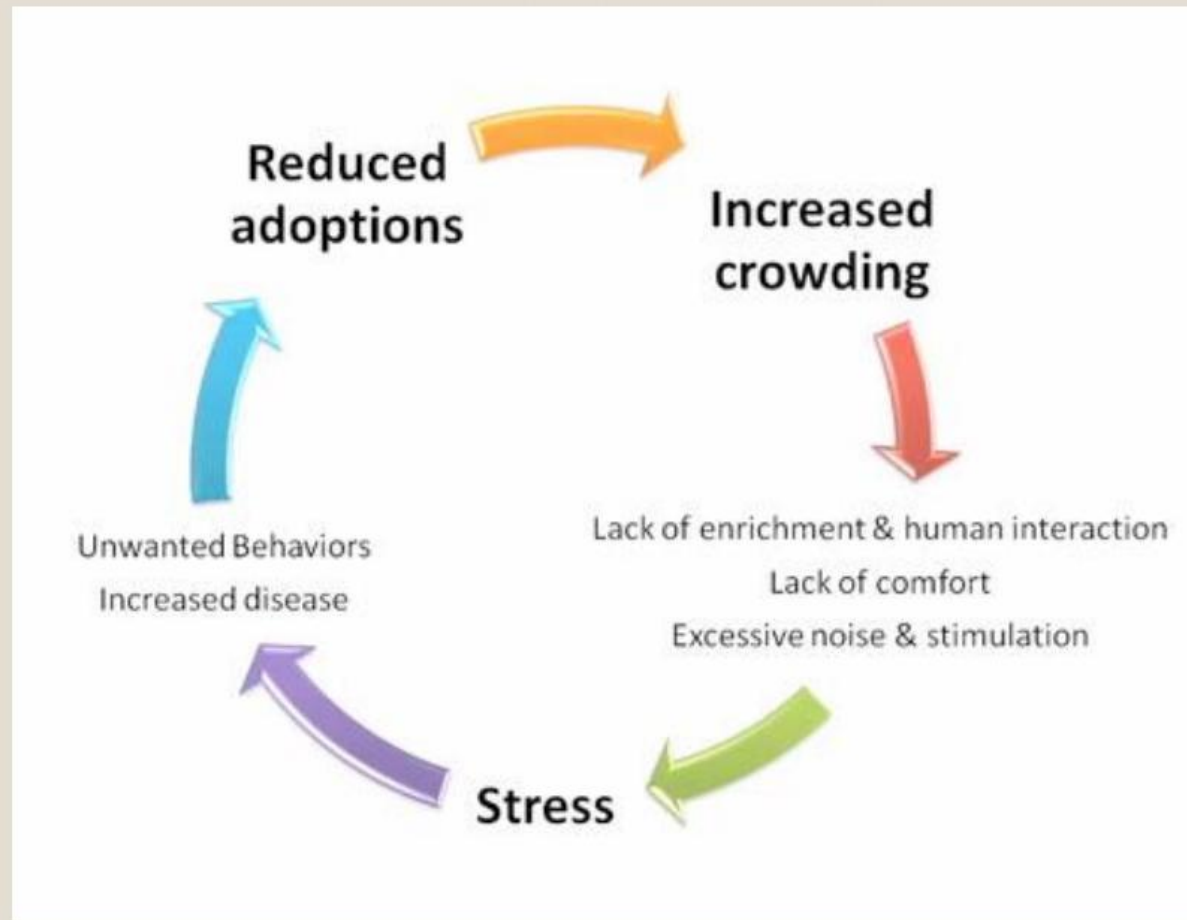 Reduced
adoptions
Increased
crowding
Lack of enrichment & human interaction
Lack of comfort
Excessive noise & stimulation
Stress
Unwanted Behaviors
Increased disease